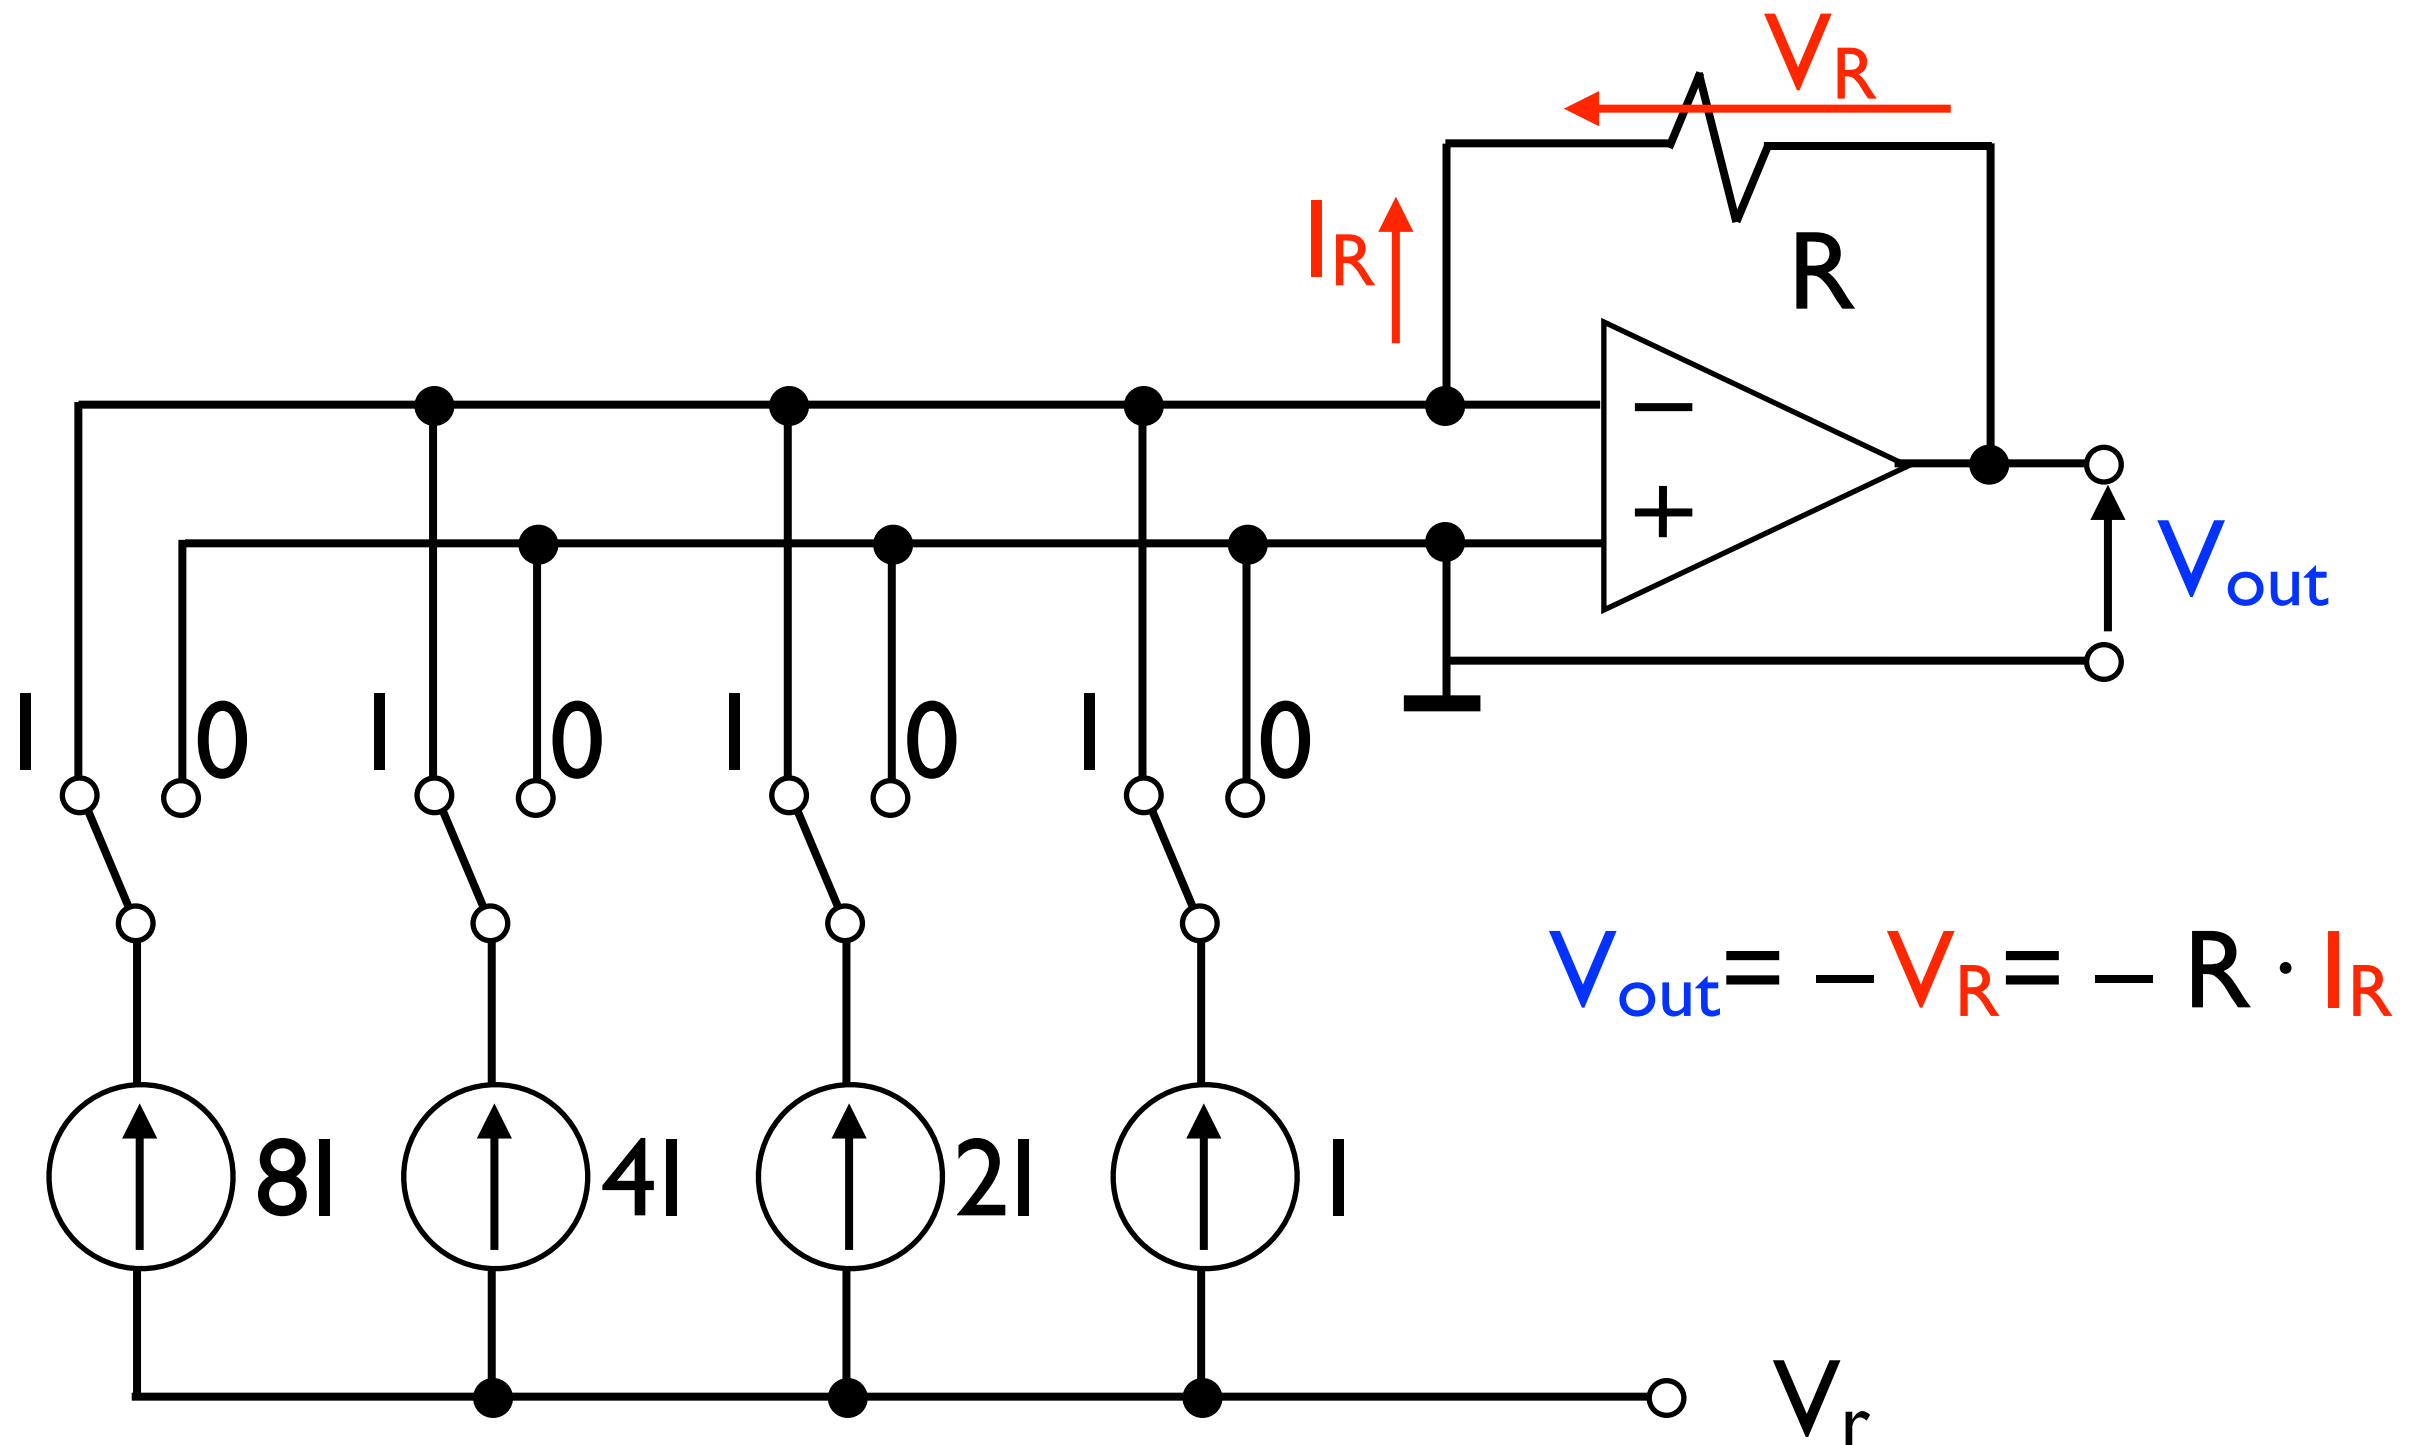 VR
IR
R
−
+
Vout
1 0 1 0 1 0 1 0
Vout= − VR= − R · IR
8I 4I 2I I
Vr